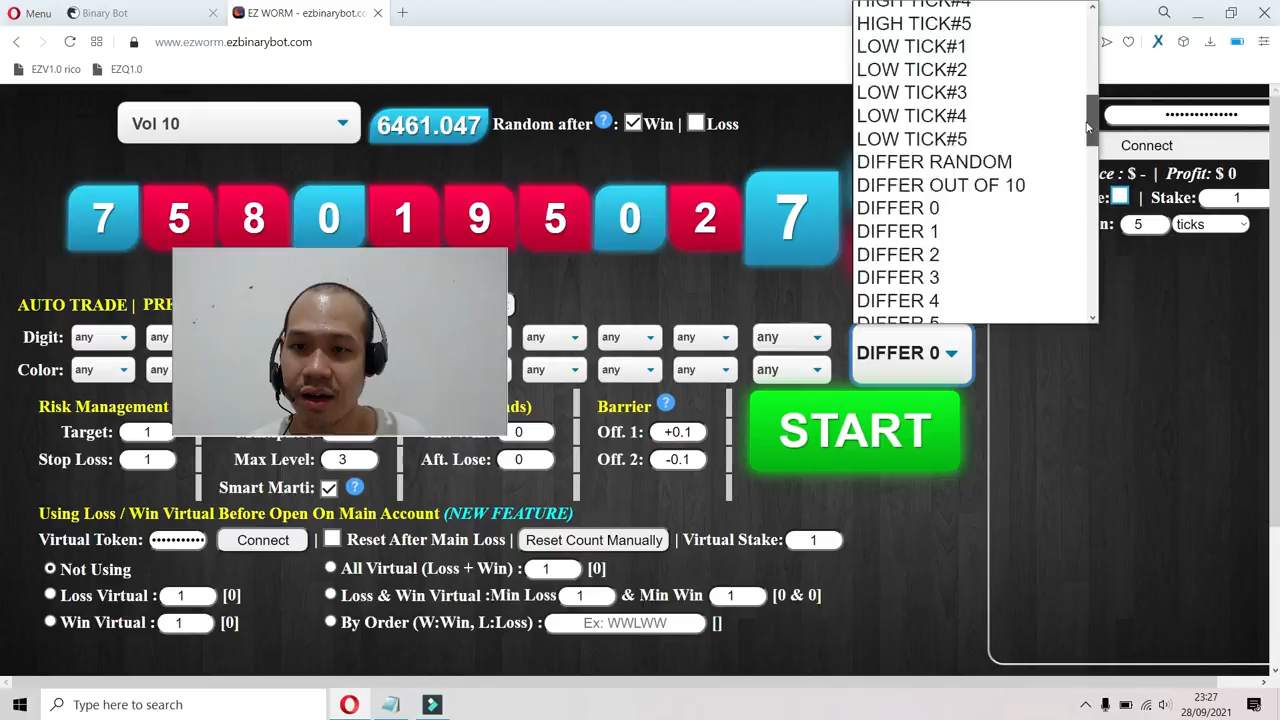 Menu
Binary Bot
EZ WORM - ezbinarybot.co
www.ezworm.ezbinarybot.com
EZV1.0 rico
EZQ1.0
HIGH TICK#4
HIGH TICK#5
LOW TICK#1
LOW TICK#2
LOW TICK#3
LOW TICK#4
LOW TICK#5
DIFFER RANDOM
DIFFER OUT OF 10
DIFFER 0
DIFFER 1
DIFFER 2
DIFFER 3
DIFFER 4
DIFFER 5
Vol 10
6461.047
Random after ? : Win | Loss
Connect
: $ - | Profit: $ 0
| Stake: 1
5 ticks
7 5 8 0 1 9 5 0 2 7
AUTO TRADE |
Digit: any any any any any any
Color: any any any any any any
DIFFER 0
START
Risk Management
Barrier ?
Target: 1
0
Off. 1: +0.1
Stop Loss: 1
Max Level: 3
Aft. Lose: 0
Off. 2: -0.1
Smart Marti: ?
Using Loss / Win Virtual Before Open On Main Account (NEW FEATURE)
Virtual Token: •••••••••• Connect | Reset After Main Loss | Reset Count Manually | Virtual Stake: 1
Not Using
All Virtual (Loss + Win) : 1 [0]
Loss Virtual : 1 [0]
Loss & Win Virtual :Min Loss 1 & Min Win 1 [0 & 0]
Win Virtual : 1 [0]
By Order (W:Win, L:Loss) : Ex: WWLWW []
Type here to search
23:27
28/09/2021